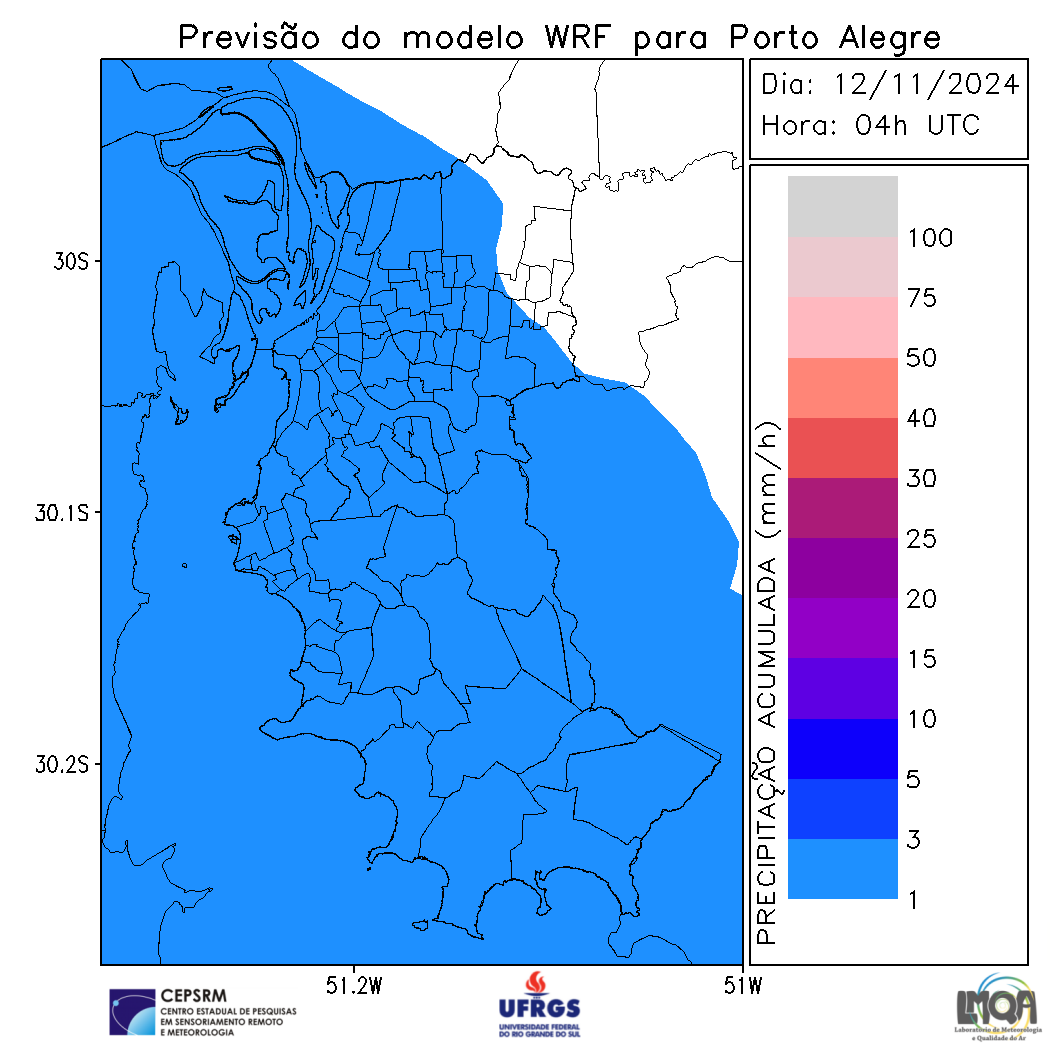 Previsão do modelo WRF para Porto Alegre
Dia: 12/11/2024
Hora: 04h UTC
100
75
50
40
30
25
20
15
10
5
3
1
PRECIPITAÇÃO ACUMULADA (mm/h)
30S
30.1S
30.2S
51.2W
51W
CEPSRM
CENTRO ESTADUAL DE PESQUISAS
EM SENSORIAMENTO REMOTO
E METEOROLOGIA
UFRGS
UNIVERSIDADE FEDERAL
DO RIO GRANDE DO SUL
LMQA
Laboratório de Meteorologia
e Qualidade do Ar